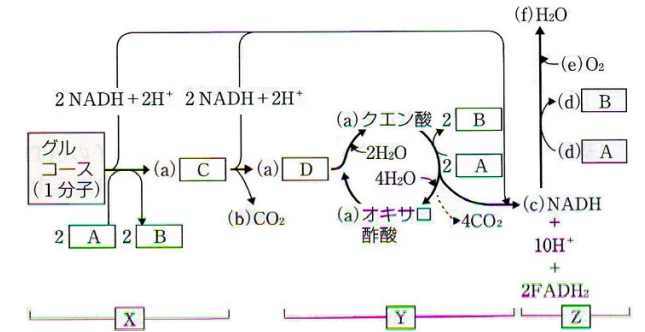 (f)H₂O
(e)O₂
2 NADH+2H⁺ 2 NADH+2H⁺
(d) B
(a)クエン酸 2 B
グル
コース
(1分子)
2H₂O
(d) A
(a) C (a) D
2 A
4H₂O
(b)CO₂
(a)オキサロ
酢酸
4CO₂
(c)NADH
+
10H⁺
+
2FADH₂
2 A 2 B
X Y Z